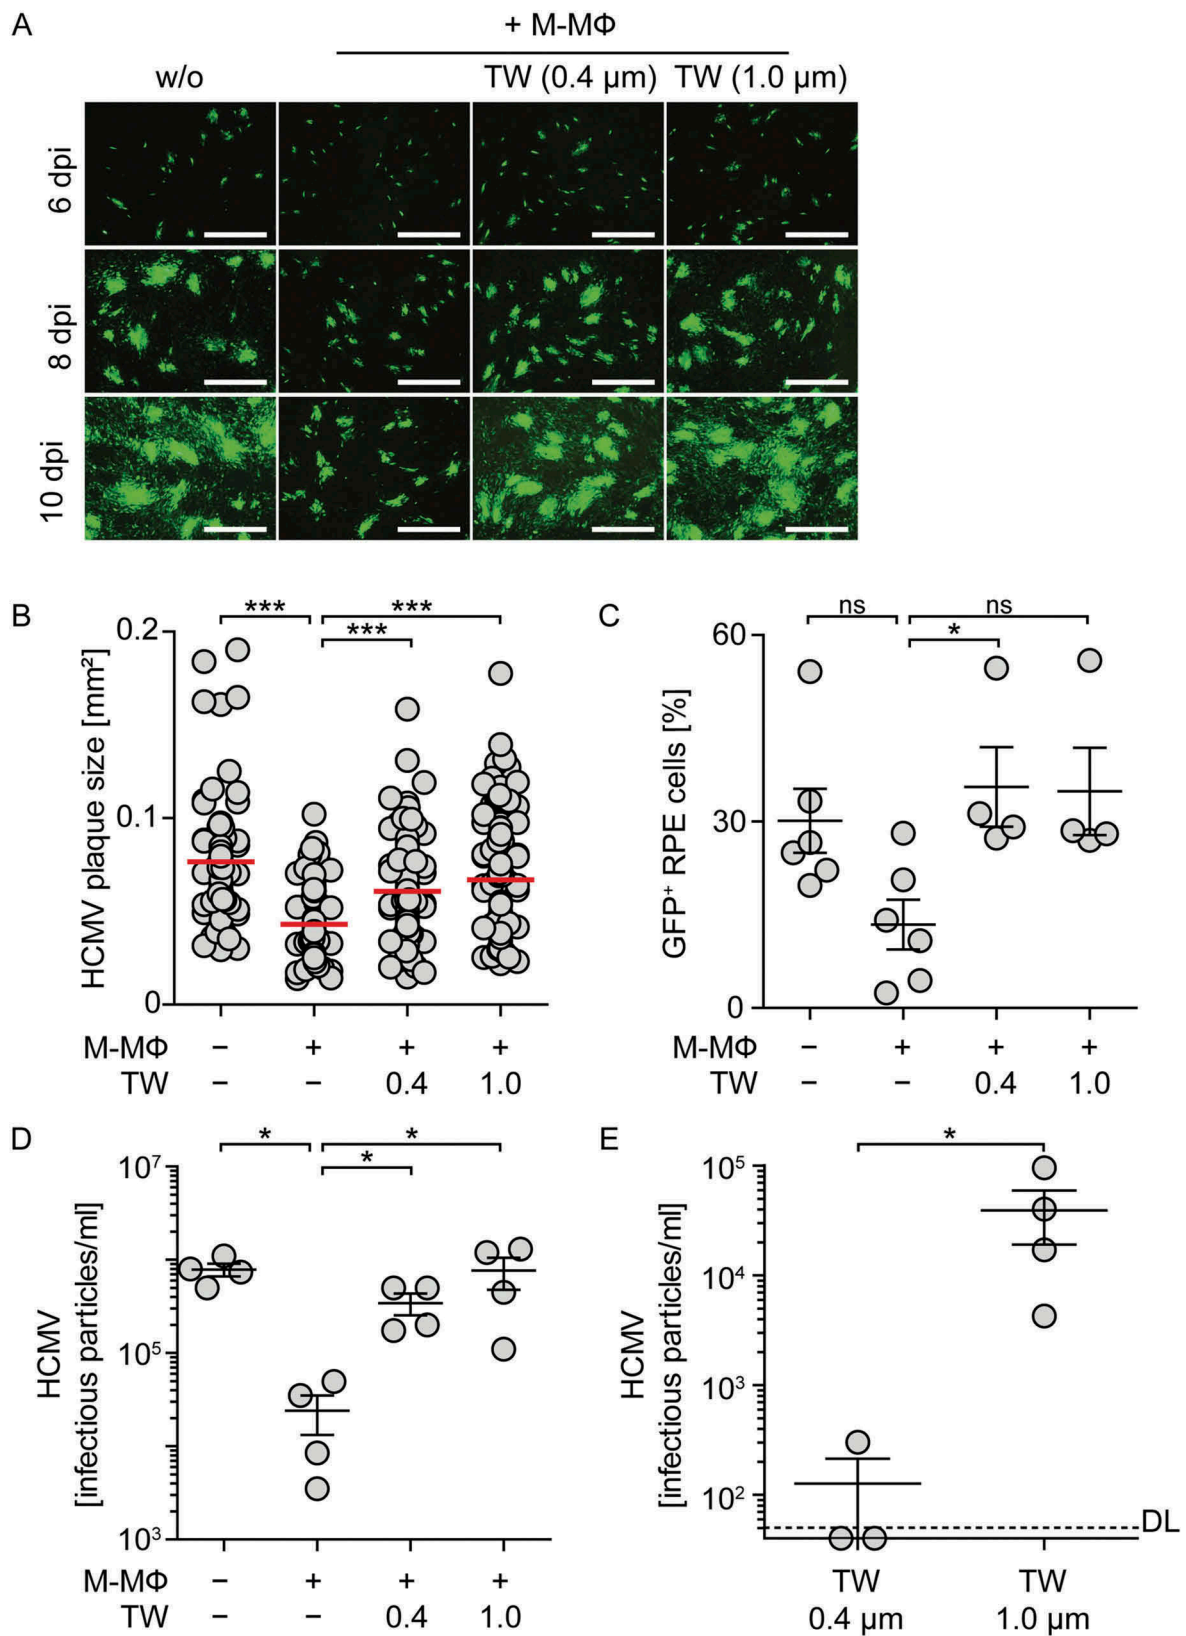 A
+ M-MΦ
w/o
TW (0.4 µm)
TW (1.0 µm)
6 dpi
8 dpi
10 dpi
B
***
***
***
HCMV plaque size [mm²]
0.2
0.1
0
M-MΦ − + + +
TW − − 0.4 1.0
C
ns
ns
*
GFP⁺ RPE cells [%]
60
30
0
M-MΦ − + + +
TW − − 0.4 1.0
D
*
*
*
HCMV
[infectious particles/ml]
10⁷
10⁵
10³
M-MΦ − + + +
TW − − 0.4 1.0
E
*
HCMV
[infectious particles/ml]
10⁵
10⁴
10³
10²
DL
TW TW
0.4 µm 1.0 µm